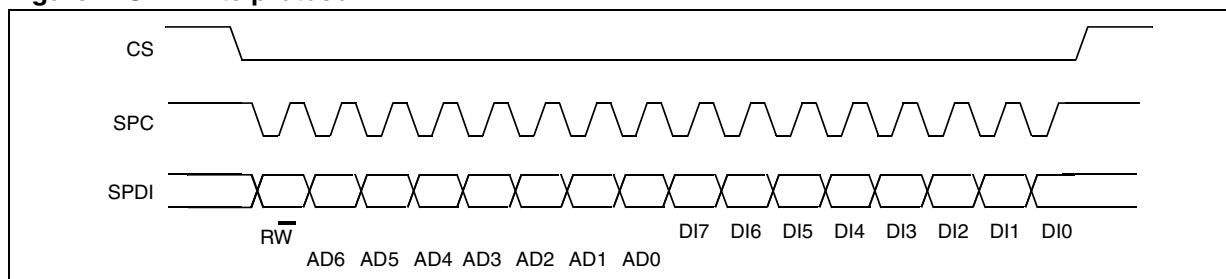 CS
SPC
SPDI
RW
DI7 DI6 DI5 DI4 DI3 DI2 DI1 DI0
AD6 AD5 AD4 AD3 AD2 AD1 AD0